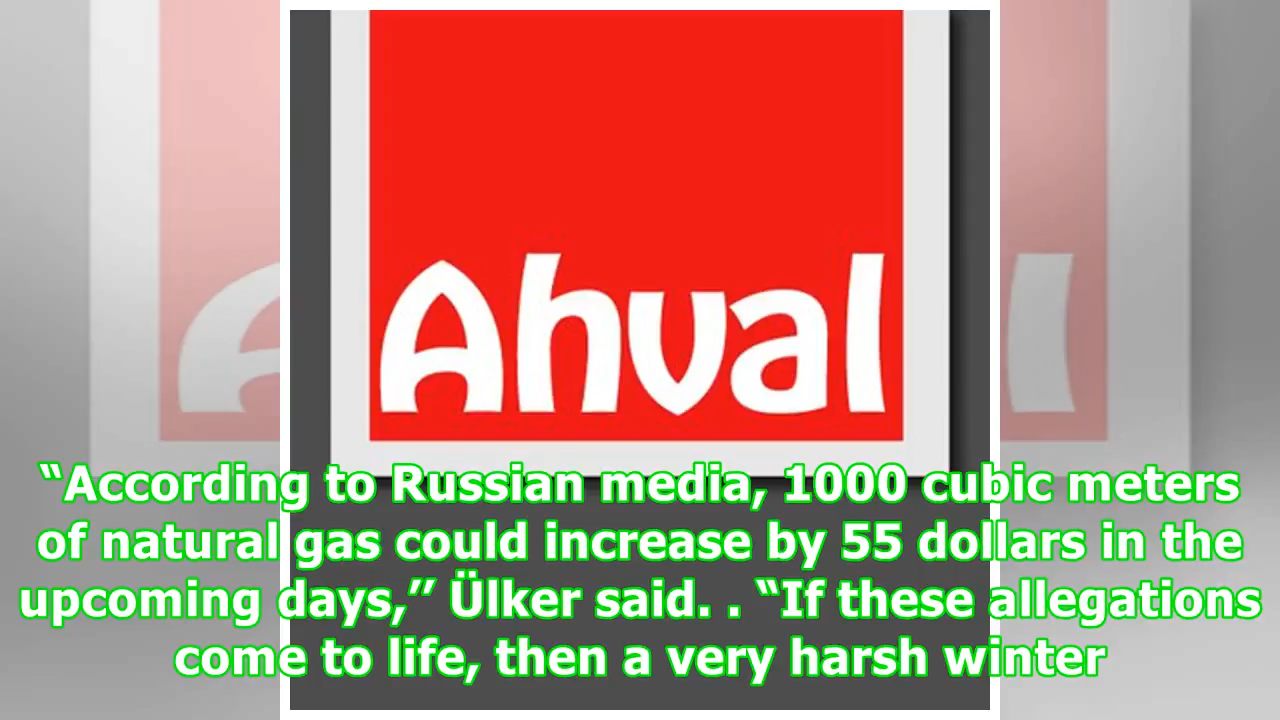 Ahval
“According to Russian media, 1000 cubic meters
of natural gas could increase by 55 dollars in the
upcoming days,” Ülker said. . “If these allegations
come to life, then a very harsh winter